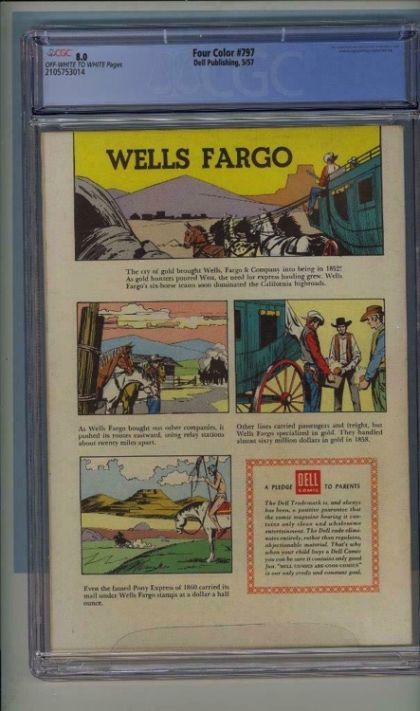 CGC 8.0
OFF-WHITE TO WHITE Pages
2105753014
Four Color #797
Dell Publishing, 5/57
WELLS FARGO
The cry of gold brought Wells, Fargo & Company into being in 1852!
As gold hunters poured West, the need for express hauling grew. Wells
Fargo's six-horse teams soon dominated the California highroads.
As Wells Fargo bought out other companies, it
pushed its routes eastward, using relay stations
about twenty miles apart.
Other lines carried passengers and freight, but
Wells Fargo specialized in gold. They handled
almost sixty million dollars in gold in 1858.
Even the famed Pony Express of 1860 carried its
mail under Wells Fargo stamps at a dollar a half
ounce.
A PLEDGE DELL COMICS TO PARENTS
The Dell Trademark is, and always
has been, a positive guarantee that
the comic magazine bearing it con-
tains only clean and wholesome
entertainment. The Dell code elimi-
nates entirely, rather than regulates,
objectionable material. That's why
when your child buys a Dell Comic
you can be sure it contains only good
fun. "DELL COMICS ARE GOOD COMICS"
is our only credo and constant goal.